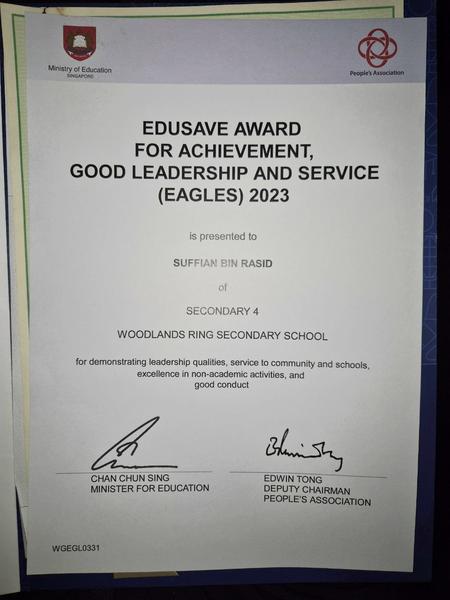 Ministry of Education
SINGAPORE
People's Association
EDUSAVE AWARD
FOR ACHIEVEMENT,
GOOD LEADERSHIP AND SERVICE
(EAGLES) 2023
is presented to
SUFFIAN BIN RASID
of
SECONDARY 4
WOODLANDS RING SECONDARY SCHOOL
for demonstrating leadership qualities, service to community and schools,
excellence in non-academic activities, and
good conduct
CHAN CHUN SING
MINISTER FOR EDUCATION
EDWIN TONG
DEPUTY CHAIRMAN
PEOPLE'S ASSOCIATION
WGEGL0331